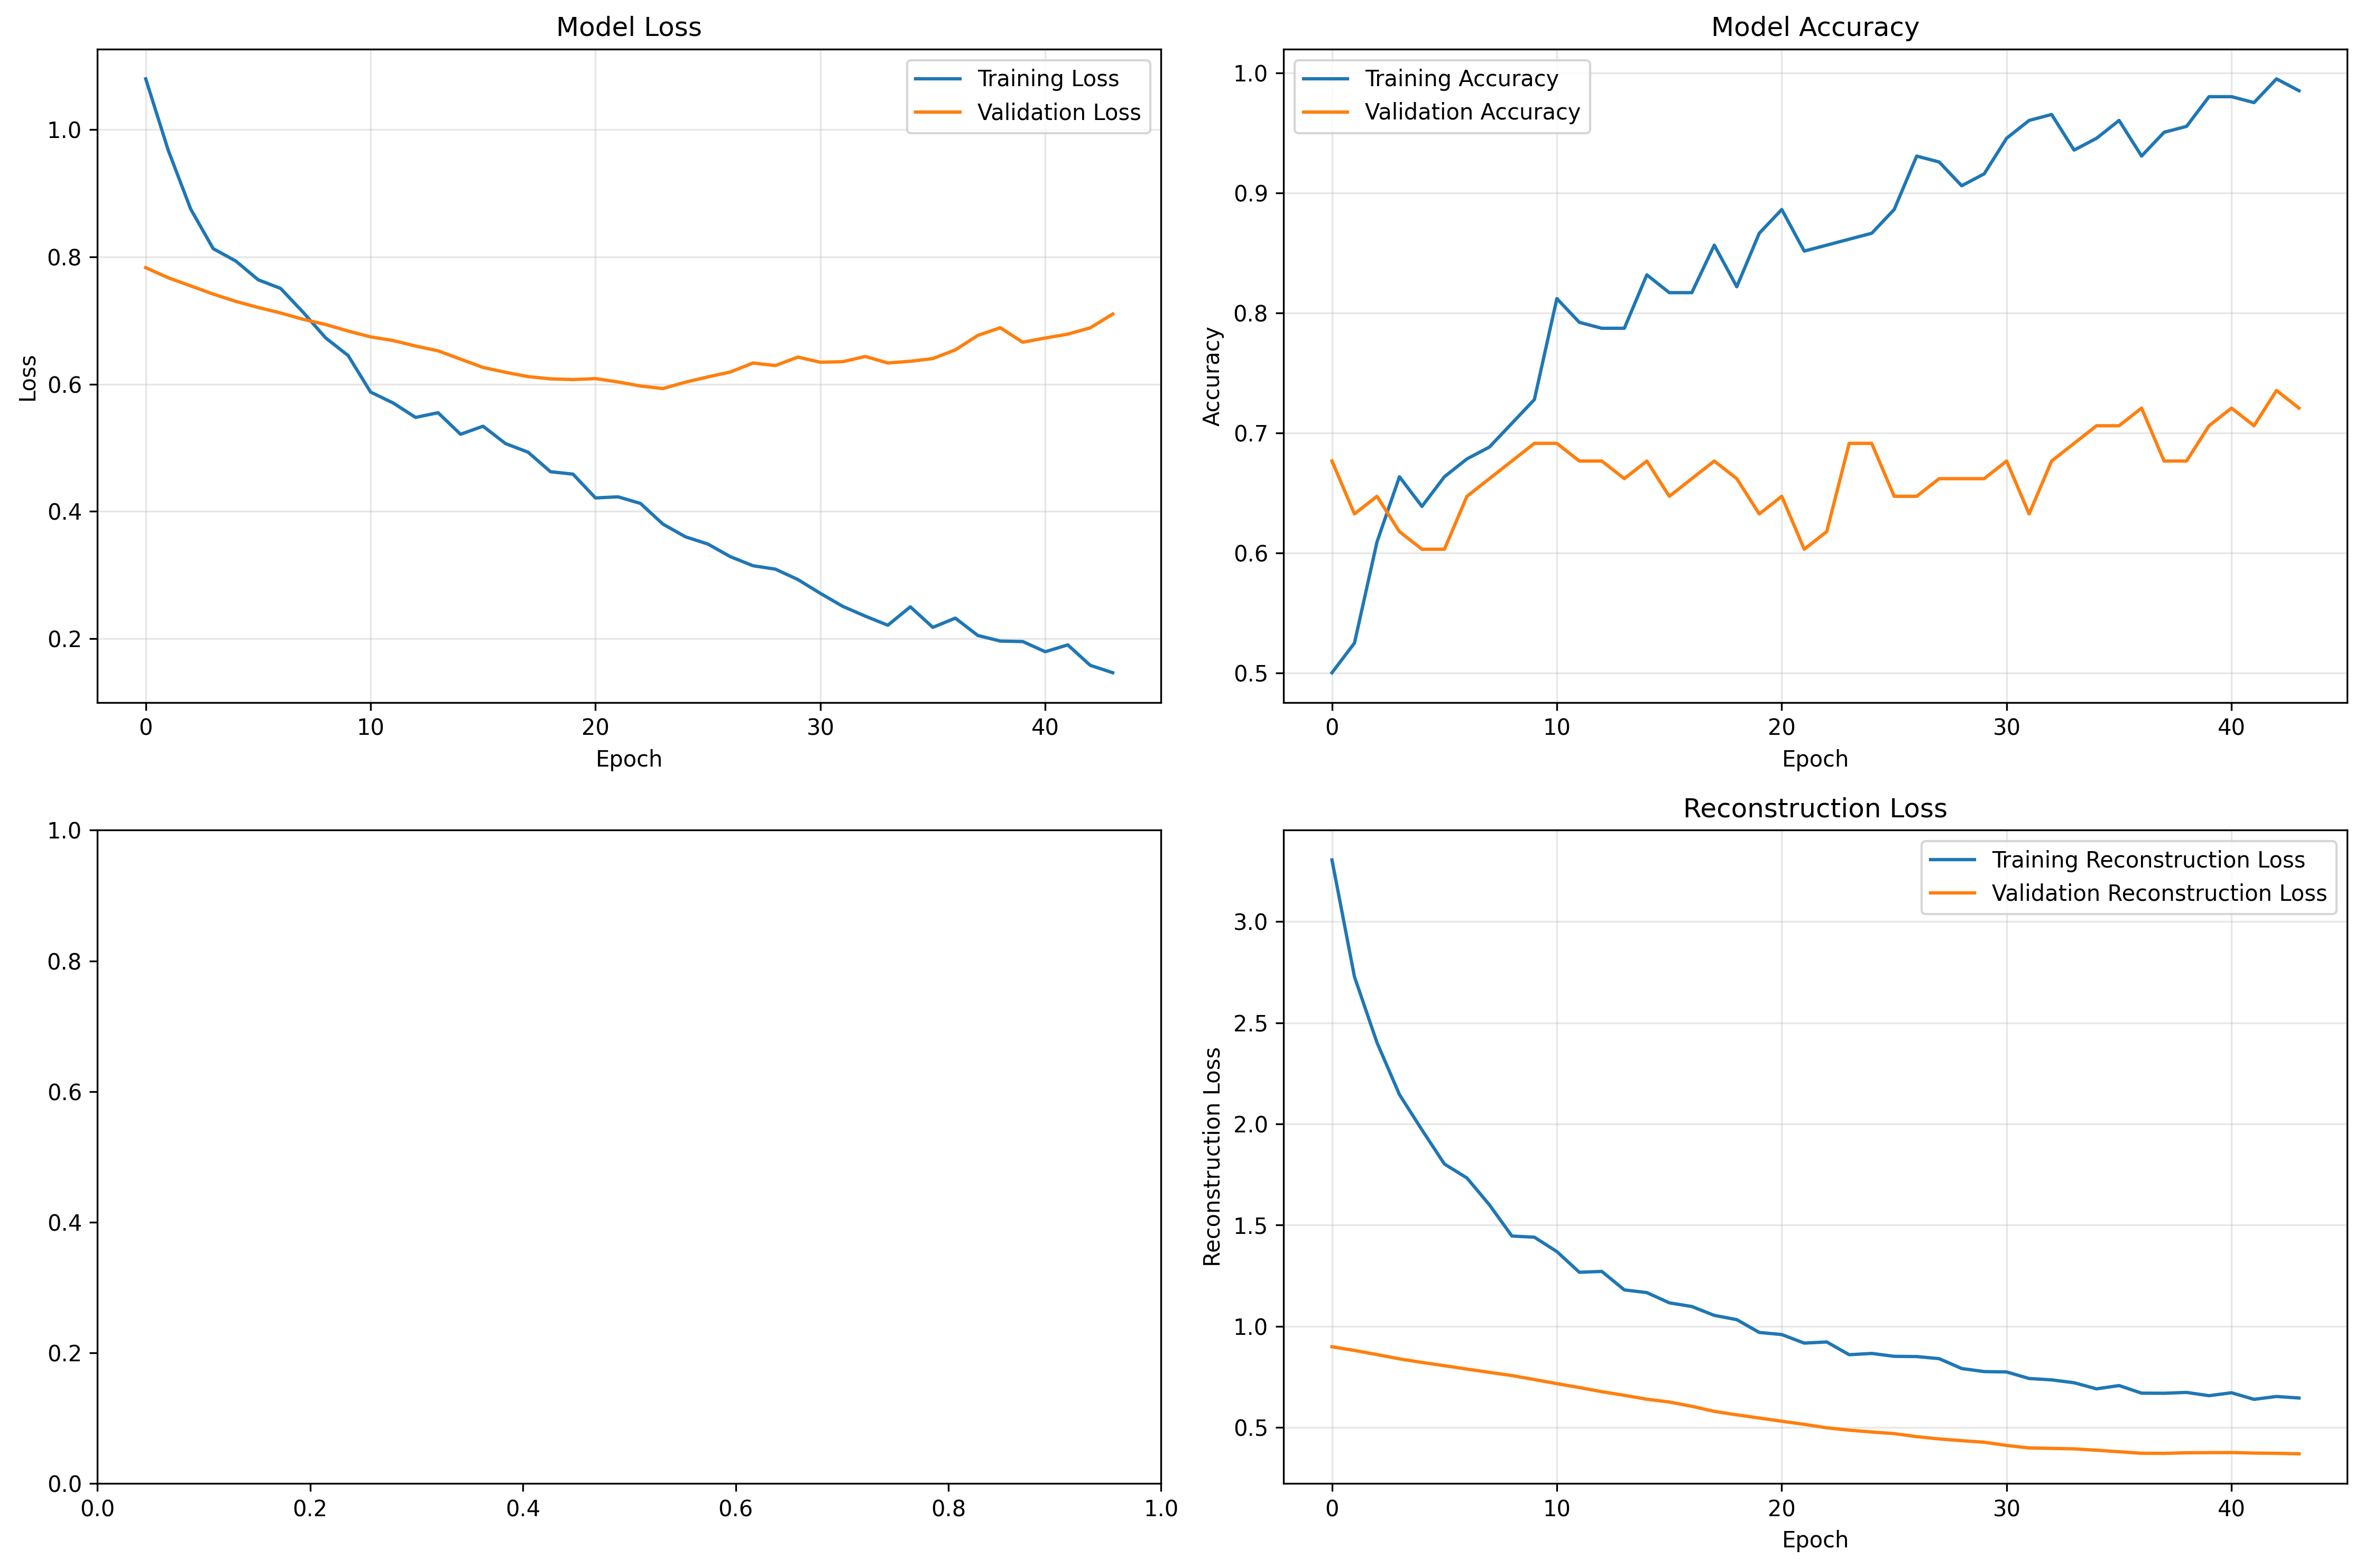 Model Loss
Training Loss
Validation Loss
1.0
0.8
0.6
0.4
0.2
Loss
0 10 20 30 40
Epoch
Model Accuracy
Training Accuracy
Validation Accuracy
1.0
0.9
0.8
0.7
0.6
0.5
Accuracy
0 10 20 30 40
Epoch
1.0
0.8
0.6
0.4
0.2
0.0
0.0 0.2 0.4 0.6 0.8 1.0
Reconstruction Loss
Training Reconstruction Loss
Validation Reconstruction Loss
3.0
2.5
2.0
1.5
1.0
0.5
Reconstruction Loss
0 10 20 30 40
Epoch